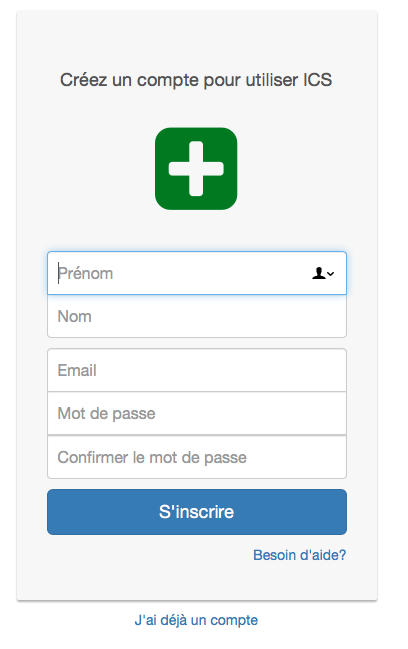 Créez un compte pour utiliser ICS
Prénom
Nom
Email
Mot de passe
Confirmer le mot de passe
S'inscrire
Besoin d'aide?
J'ai déjà un compte